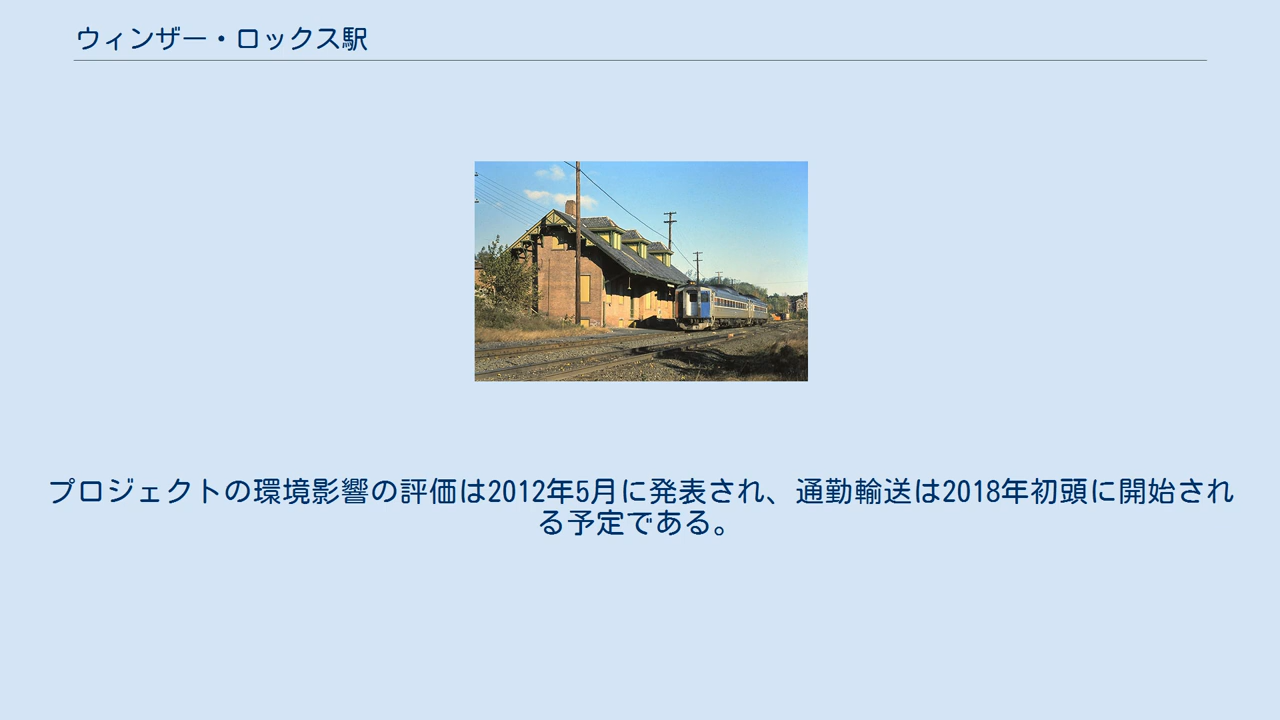 ウィンザー・ロックス駅
プロジェクトの環境影響の評価は2012年5月に発表され、通勤輸送は2018年初頭に開始され
る予定である。